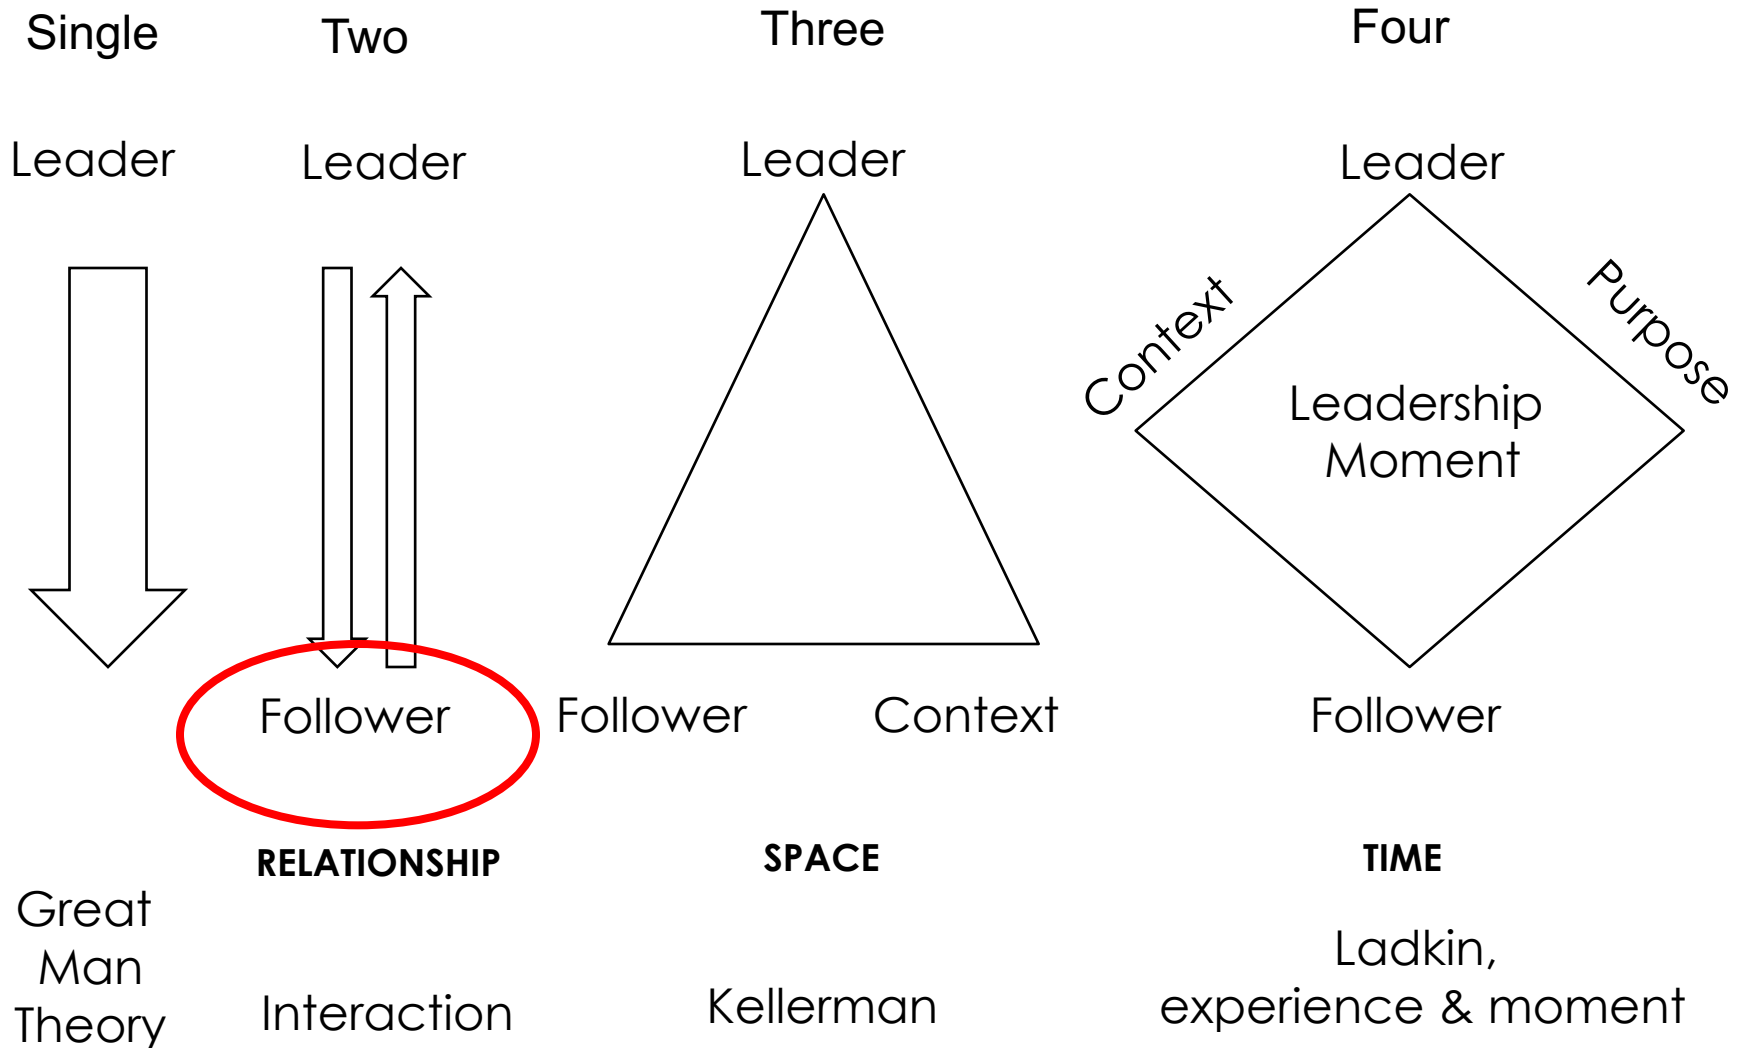 Single
Two
Three
Four
Leader
Leader
Leader
Leader
Context
Purpose
Leadership
Moment
Follower
Follower
Context
Follower
RELATIONSHIP
SPACE
TIME
Great
Man
Theory
Interaction
Kellerman
Ladkin,
experience & moment